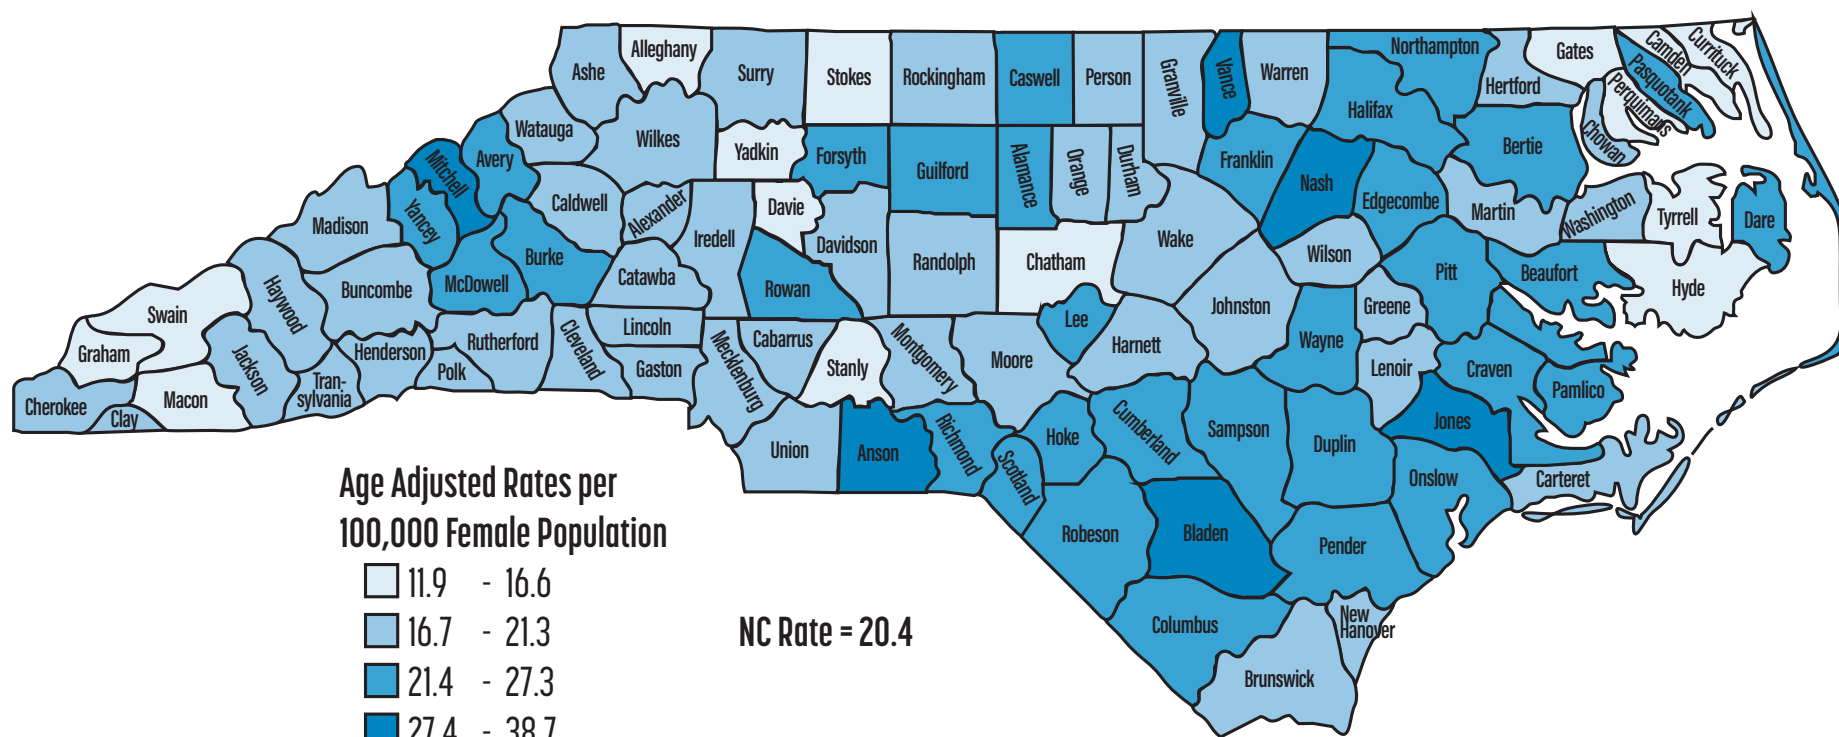 Alleghany
Ashe
Surry
Stokes
Rockingham
Caswell
Person
Granville
Vance
Warren
Northampton
Gates
Camden
Currituck
Hertford
Pasquotank
Perquimans
Halifax
Watauga
Wilkes
Yadkin
Forsyth
Guilford
Alamance
Orange
Durham
Franklin
Nash
Edgecombe
Bertie
Chowan
Mitchell
Avery
Caldwell
Alexander
Iredell
Davie
Davidson
Randolph
Chatham
Wake
Wilson
Martin
Washington
Tyrrell
Dare
Madison
Yancey
McDowell
Burke
Catawba
Rowan
Lee
Johnston
Greene
Pitt
Beaufort
Hyde
Swain
Haywood
Buncombe
Rutherford
Cleveland
Lincoln
Gaston
Mecklenburg
Cabarrus
Stanly
Montgomery
Moore
Harnett
Wayne
Lenoir
Craven
Pamlico
Graham
Jackson
Henderson
Polk
Tran-
sylvania
Cherokee
Clay
Macon
Union
Anson
Richmond
Scotland
Hoke
Cumberland
Sampson
Duplin
Jones
Onslow
Carteret
Robeson
Bladen
Pender
Columbus
New
Hanover
Brunswick
Age Adjusted Rates per
100,000 Female Population
11.9 - 16.6
16.7 - 21.3
21.4 - 27.3
27.4 - 38.7
NC Rate = 20.4